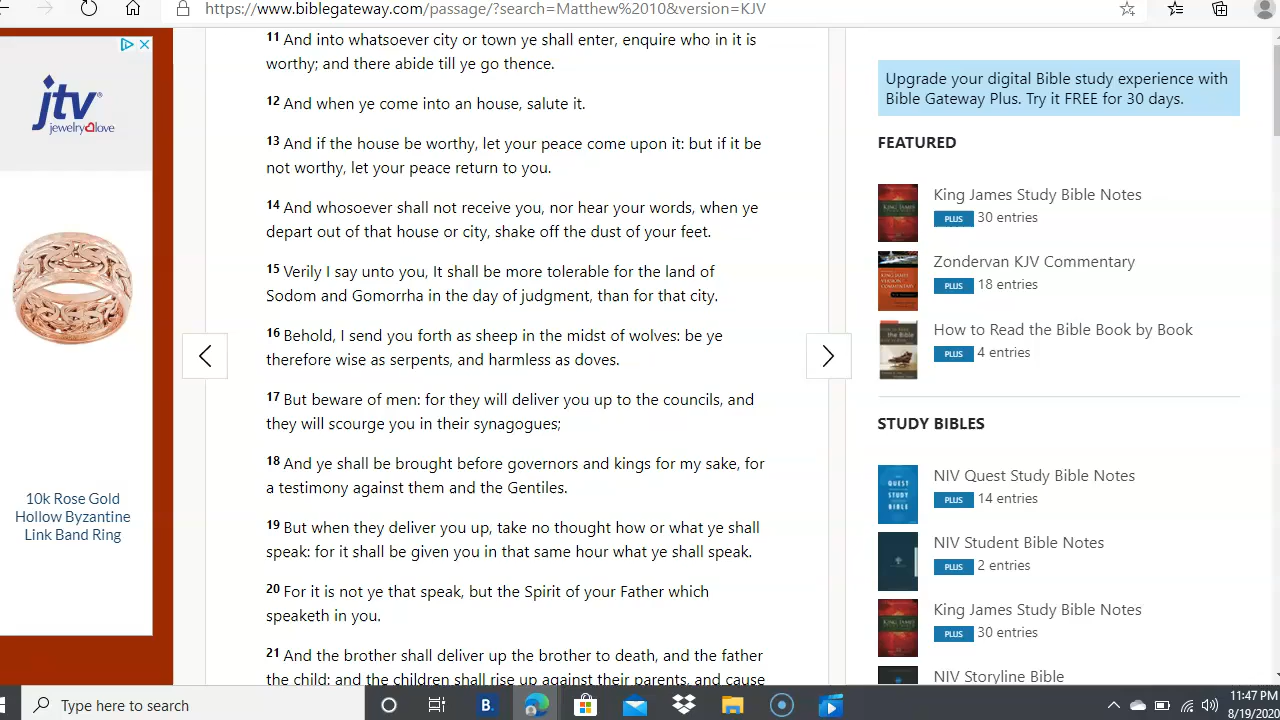 https://www.biblegateway.com/passage/?search=Matthew%2010&version=KJV
jtv
jewelry love
10k Rose Gold
Hollow Byzantine
Link Band Ring
11 And into whatsoever city or town ye shall enter, enquire who in it is
worthy; and there abide till ye go thence.
12 And when ye come into an house, salute it.
13 And if the house be worthy, let your peace come upon it: but if it be
not worthy, let your peace return to you.
14 And whosoever shall not receive you, nor hear your words, when ye
depart out of that house or city, shake off the dust of your feet.
15 Verily I say unto you, It shall be more tolerable for the land of
Sodom and Gomorrha in the day of judgment, than for that city.
16 Behold, I send you forth as sheep in the midst of wolves: be ye
therefore wise as serpents, and harmless as doves.
17 But beware of men: for they will deliver you up to the councils, and
they will scourge you in their synagogues;
18 And ye shall be brought before governors and kings for my sake, for
a testimony against them and the Gentiles.
19 But when they deliver you up, take no thought how or what ye shall
speak: for it shall be given you in that same hour what ye shall speak.
20 For it is not ye that speak, but the Spirit of your Father which
speaketh in you.
21 And the brother shall deliver up the brother to death, and the father
the child: and the children shall rise up against their parents, and cause
Upgrade your digital Bible study experience with
Bible Gateway Plus. Try it FREE for 30 days.
FEATURED
King James Study Bible Notes
PLUS 30 entries
Zondervan KJV Commentary
PLUS 18 entries
How to Read the Bible Book by Book
PLUS 4 entries
STUDY BIBLES
NIV Quest Study Bible Notes
PLUS 14 entries
NIV Student Bible Notes
PLUS 2 entries
King James Study Bible Notes
PLUS 30 entries
NIV Storyline Bible
Type here to search
B.
11:47 PM
8/19/2020